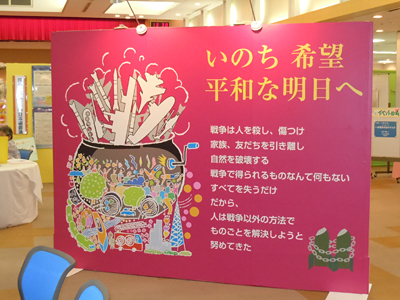 いのち 希望
平和な明日へ
戦争は人を殺し、傷つけ
家族、友だちを引き離し
自然を破壊する
戦争で得られるものなんて何もない
すべてを失うだけ
だから、
人は戦争以外の方法で
ものごとを解決しようと
努めてきた